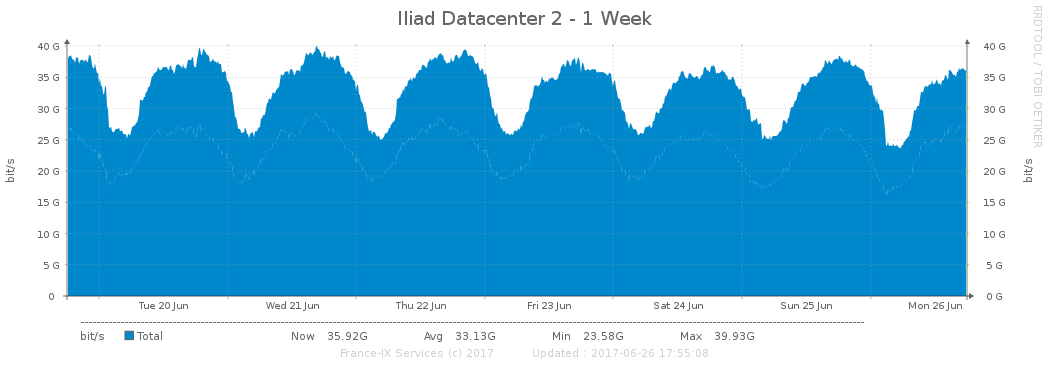 Iliad Datacenter 2 - 1 Week
RRDTOOL / TOBI OETIKER
40 G 40 G
35 G 35 G
30 G 30 G
25 G 25 G
20 G 20 G
15 G 15 G
10 G 10 G
5 G 5 G
0 0 G
bit/s bit/s
Tue 20 Jun Wed 21 Jun Thu 22 Jun Fri 23 Jun Sat 24 Jun Sun 25 Jun Mon 26 Jun
bit/s Total Now 35.92G Avg 33.13G Min 23.58G Max 39.93G
France-IX Services (c) 2017 Updated : 2017-06-26 17:55:08